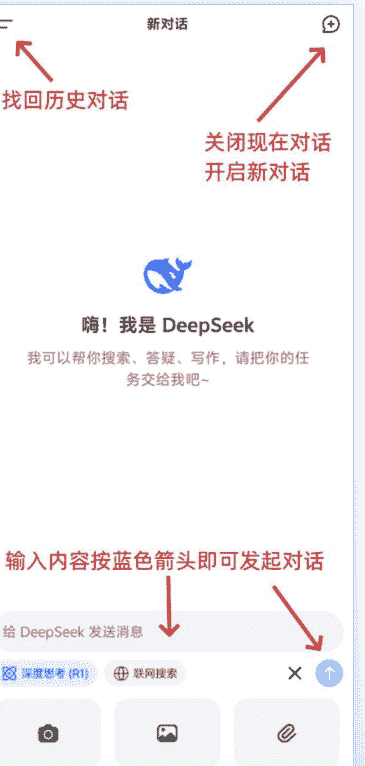 新对话
找回历史对话
关闭现在对话
开启新对话
嗨！我是 DeepSeek
我可以帮你搜索、答疑、写作，请把你的任
务交给我吧~
输入内容按蓝色箭头即可发起对话
给 DeepSeek 发送消息
深度思考 (R1)
联网搜索